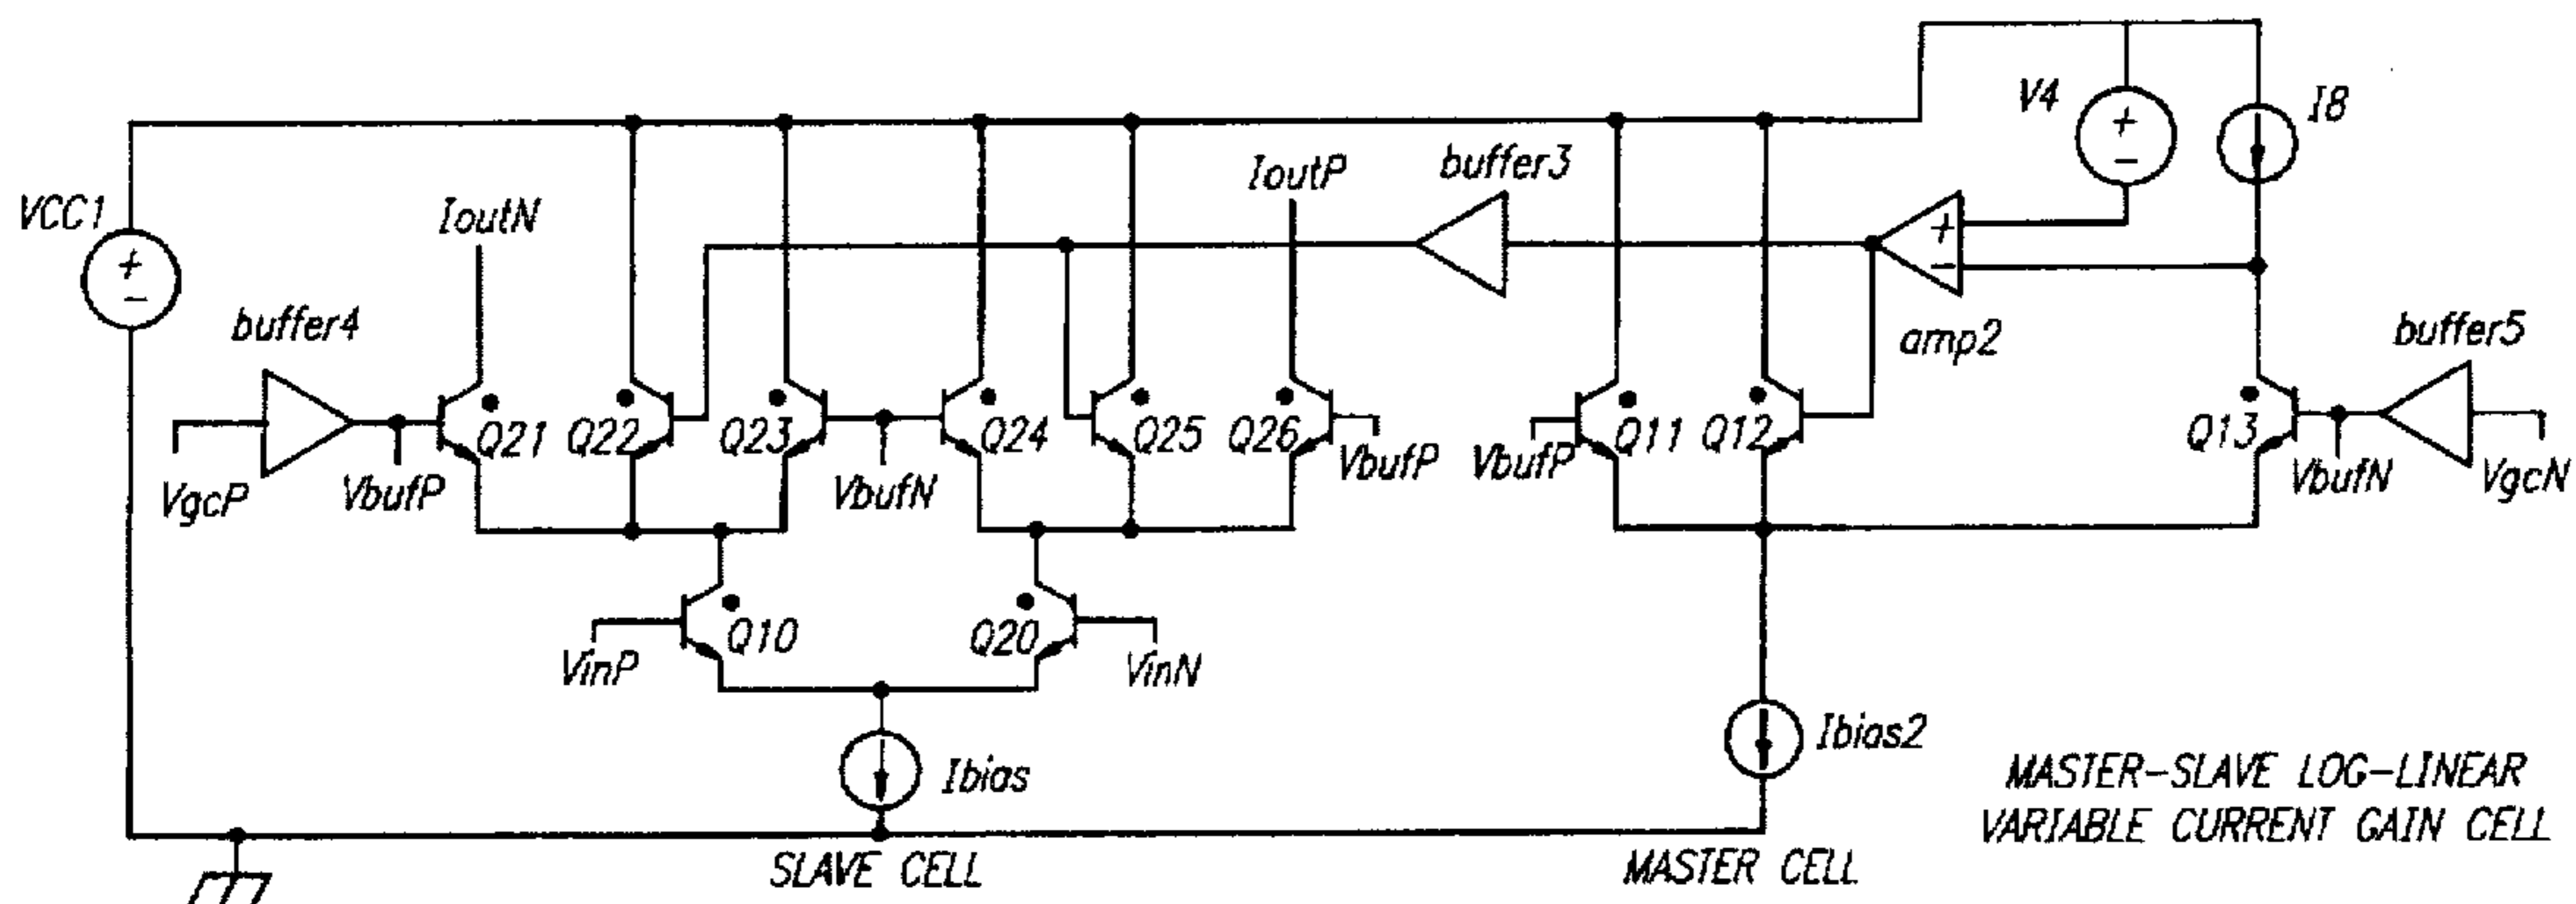 V4
I8
VCC1
+
−
IoutN
buffer4
VgcP
VbufP
Q21
Q22
Q23
VbufN
Q24
Q25
Q26
IoutP
VbufP
buffer3
VbufP
Q11
Q12
+
−
amp2
+
−
Q13
VbufN
buffer5
VgcN
VinP
Q10
Q20
VinN
Ibias
Ibias2
SLAVE CELL
MASTER CELL
MASTER-SLAVE LOG-LINEAR
VARIABLE CURRENT GAIN CELL